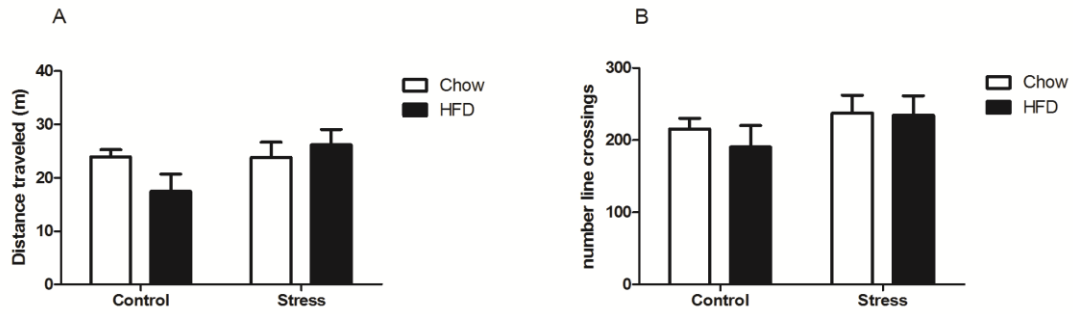 A
Distance traveled (m)
40
30
20
10
0
Control
Stress
Chow
HFD
B
number line crossings
300
200
100
0
Control
Stress
Chow
HFD